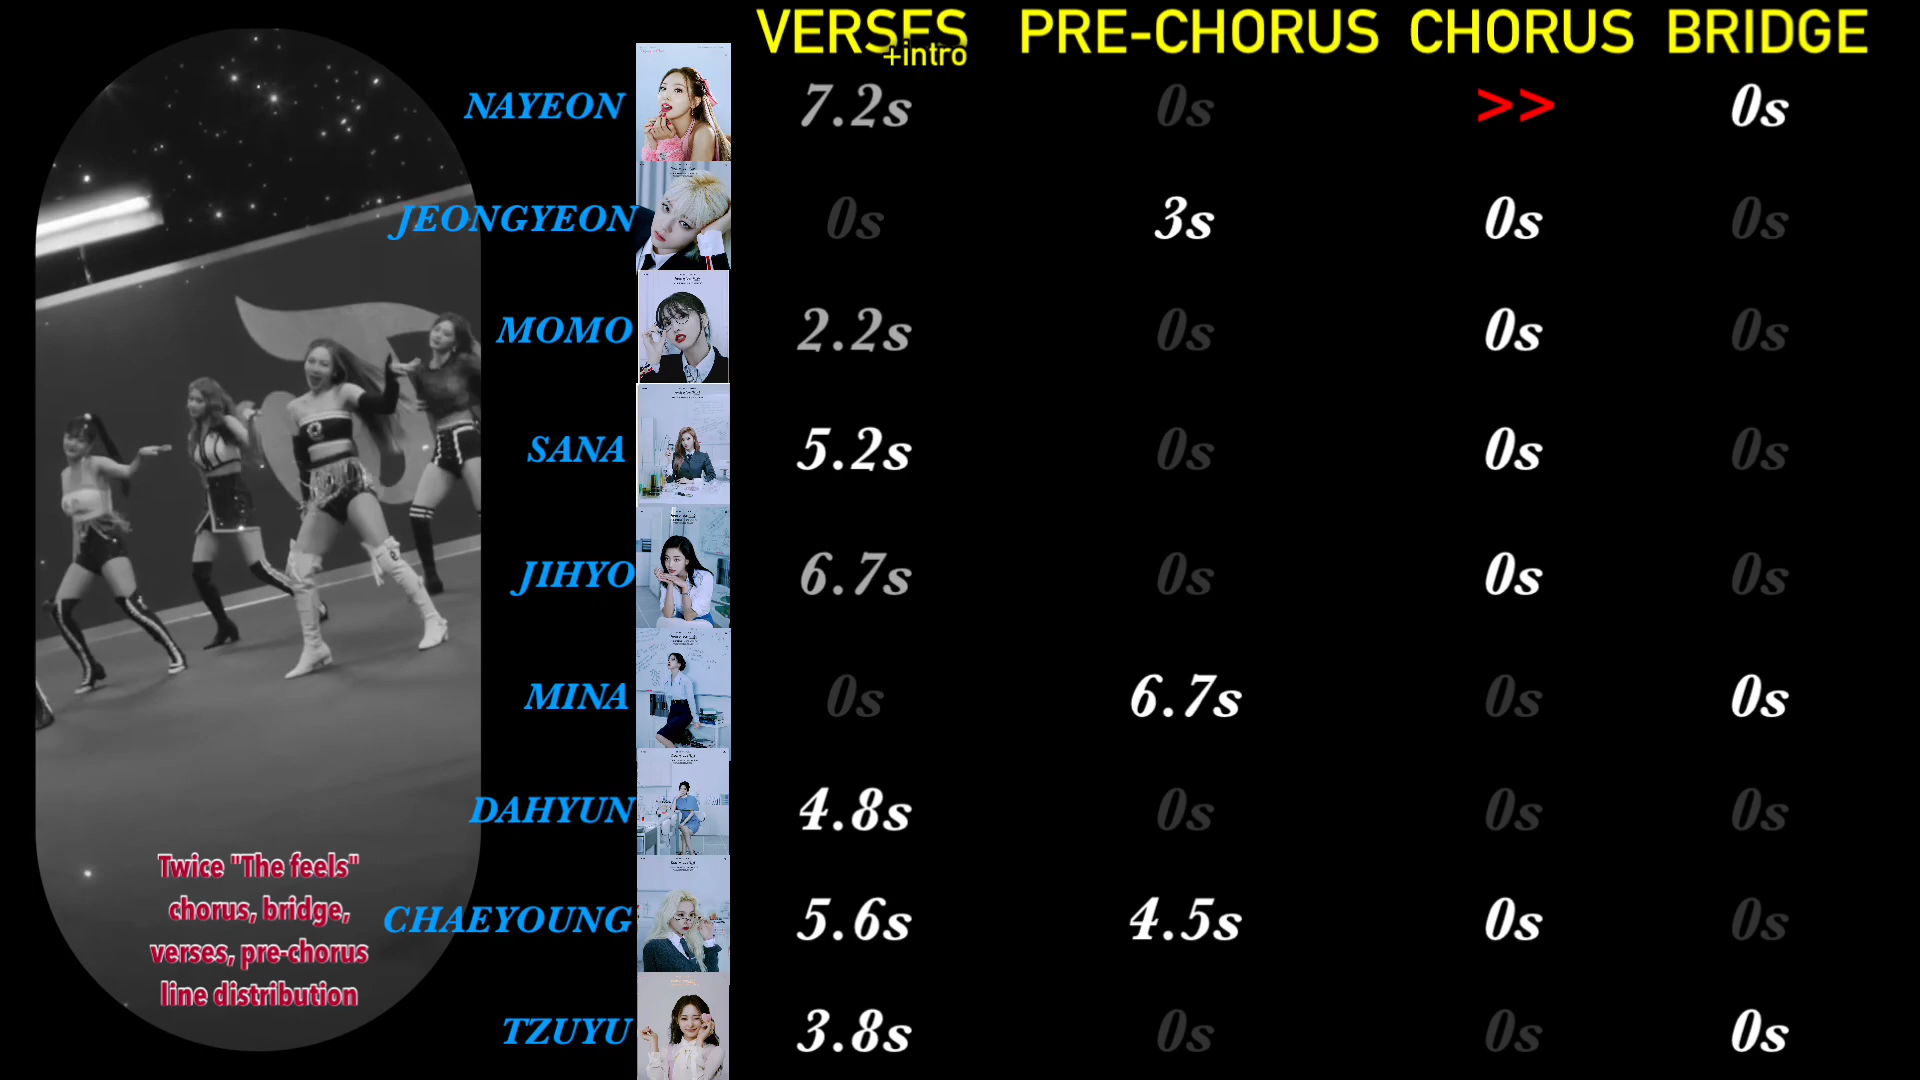 VERSES PRE-CHORUS CHORUS BRIDGE
+intro
NAYEON 7.2s 0s >> 0s
JEONGYEON 0s 3s 0s 0s
MOMO 2.2s 0s 0s 0s
SANA 5.2s 0s 0s 0s
JIHYO 6.7s 0s 0s 0s
MINA 0s 6.7s 0s 0s
DAHYUN 4.8s 0s 0s 0s
CHAEYOUNG 5.6s 4.5s 0s 0s
TZUYU 3.8s 0s 0s 0s
Twice "The feels"
chorus, bridge,
verses, pre-chorus
line distribution